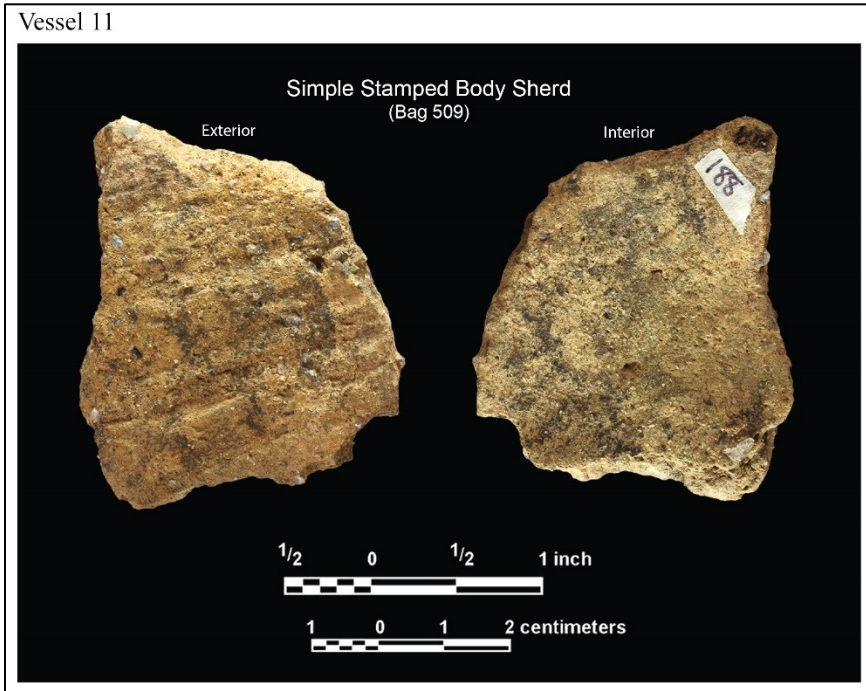 Vessel 11
Simple Stamped Body Sherd
(Bag 509)
Exterior
Interior
188
1/2 0 1/2 1 inch
1 0 1 2 centimeters